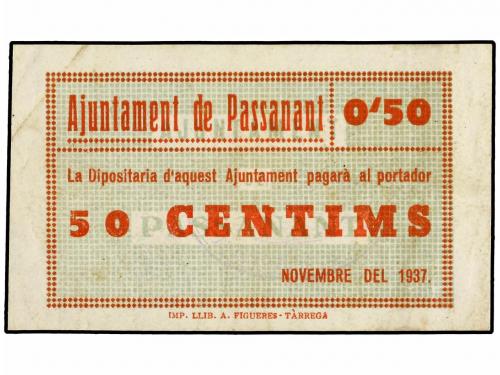 Ajuntament de Passanant
0'50
La Dipositaria d'aquest Ajuntament pagarà al portador
50 CENTIMS
NOVEMBRE DEL 1937.
IMP. LLIB. A. FIGUERES - TÀRREGA